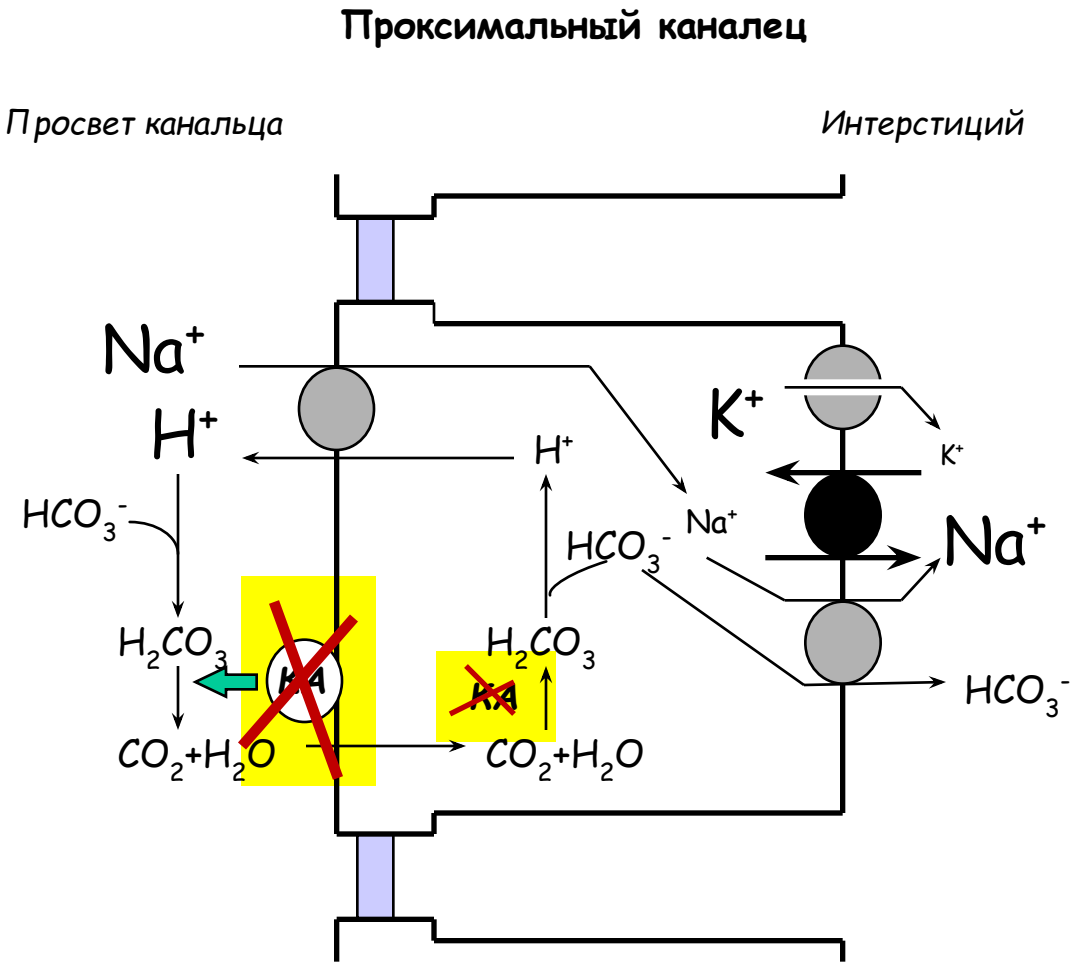 Проксимальный каналец
Просвет канальца
Интерстиций
Na⁺
H⁺
K⁺
H⁺
K⁺
HCO₃⁻
Na⁺
HCO₃⁻
Na⁺
H₂CO₃
H₂CO₃
КА
КА
HCO₃⁻
CO₂+H₂O
CO₂+H₂O